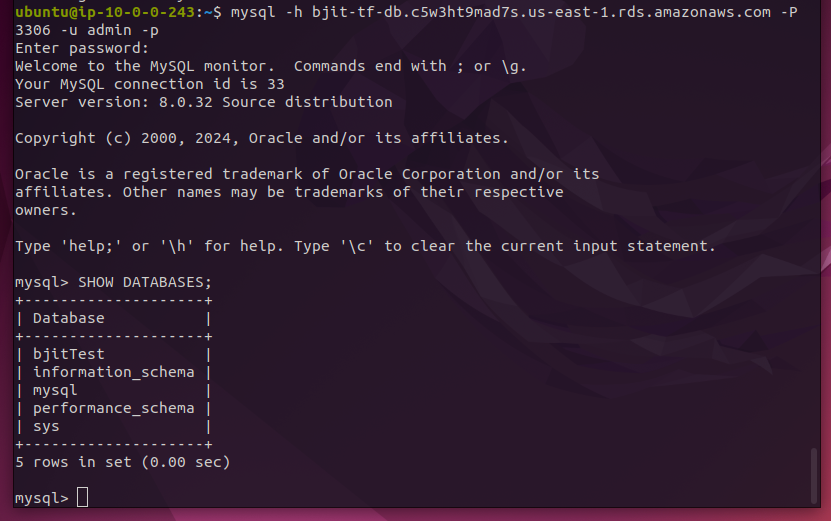 ubuntu@ip-10-0-0-243:~$ mysql -h bjit-tf-db.c5w3ht9mad7s.us-east-1.rds.amazonaws.com -P
3306 -u admin -p
Enter password:
Welcome to the MySQL monitor.  Commands end with ; or \g.
Your MySQL connection id is 33
Server version: 8.0.32 Source distribution

Copyright (c) 2000, 2024, Oracle and/or its affiliates.

Oracle is a registered trademark of Oracle Corporation and/or its
affiliates. Other names may be trademarks of their respective
owners.

Type 'help;' or '\h' for help. Type '\c' to clear the current input statement.

mysql> SHOW DATABASES;
+--------------------+
| Database           |
+--------------------+
| bjitTest           |
| information_schema |
| mysql              |
| performance_schema |
| sys                |
+--------------------+
5 rows in set (0.00 sec)

mysql>